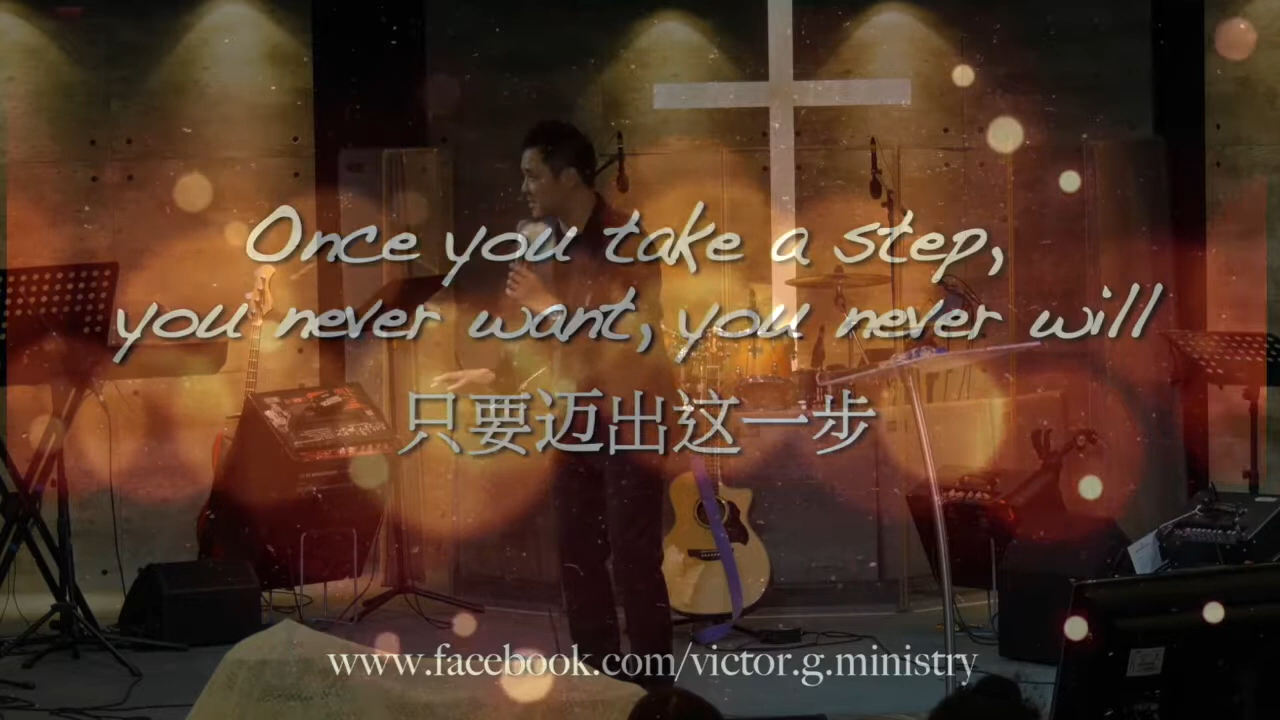 Once you take a step,
you never want, you never will
只要迈出这一步
www.facebook.com/victor.g.ministry